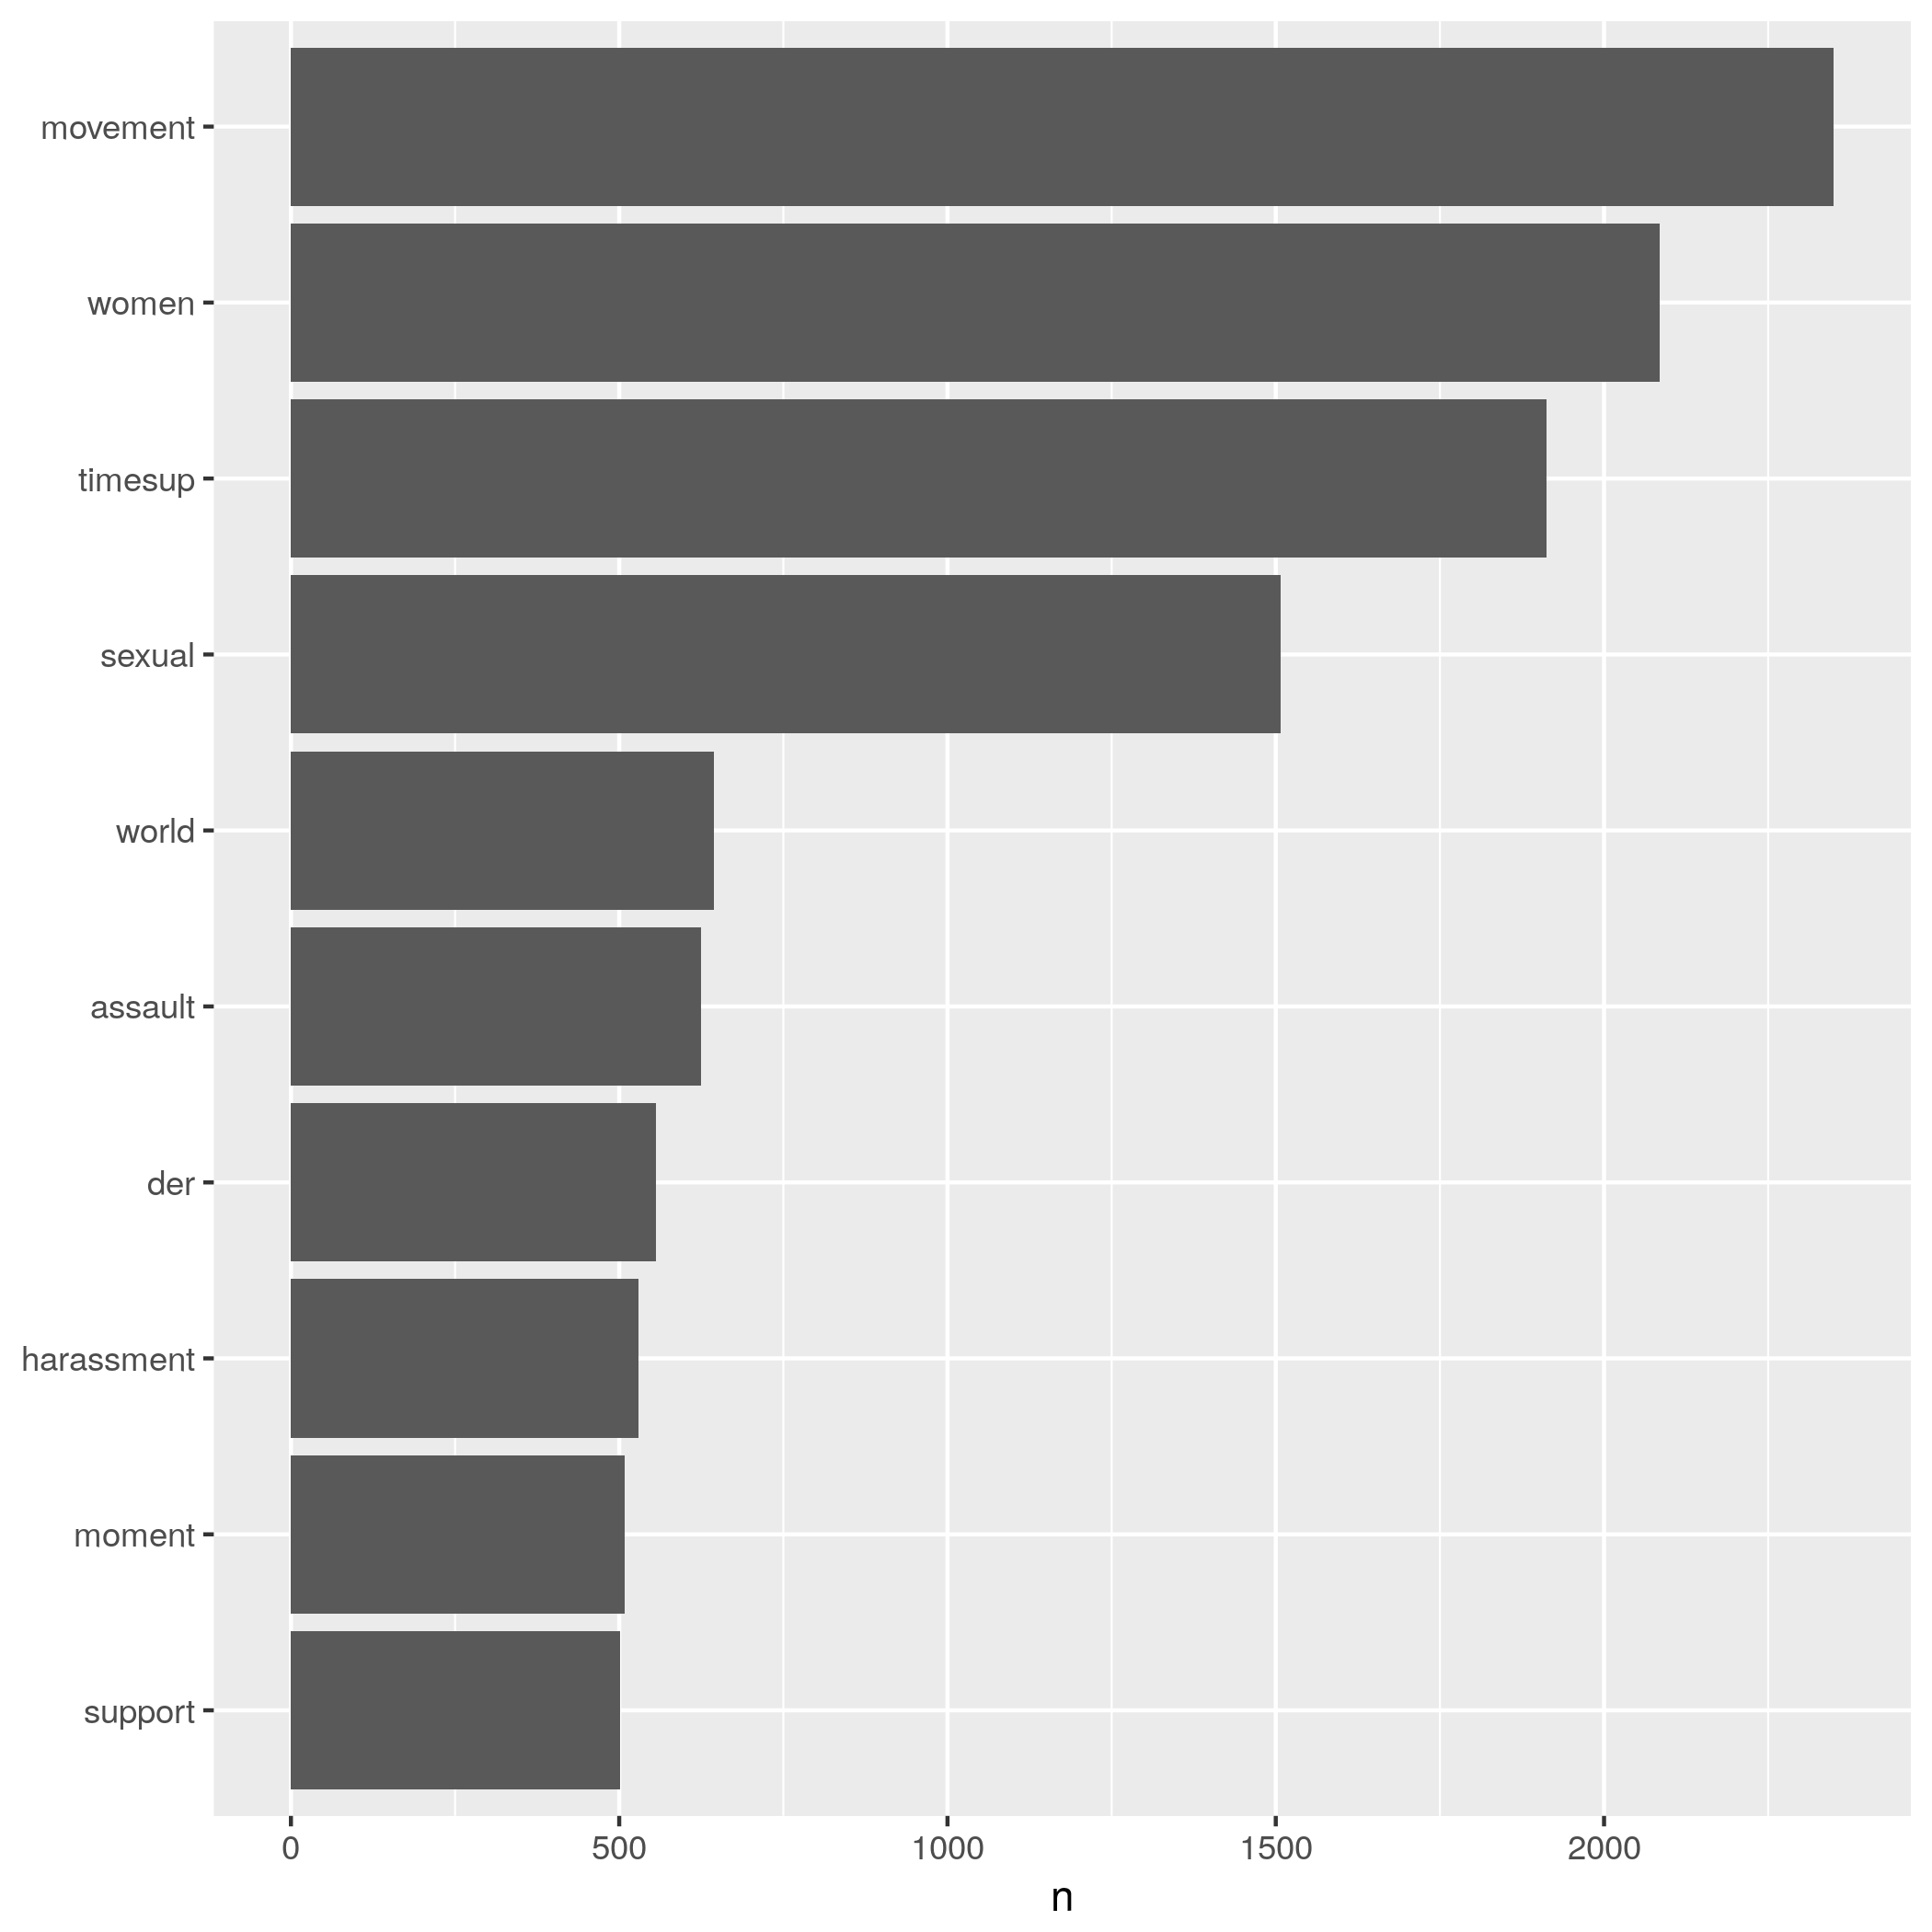 movement
women
timesup
sexual
world
assault
der
harassment
moment
support
0 500 1000 1500 2000
n